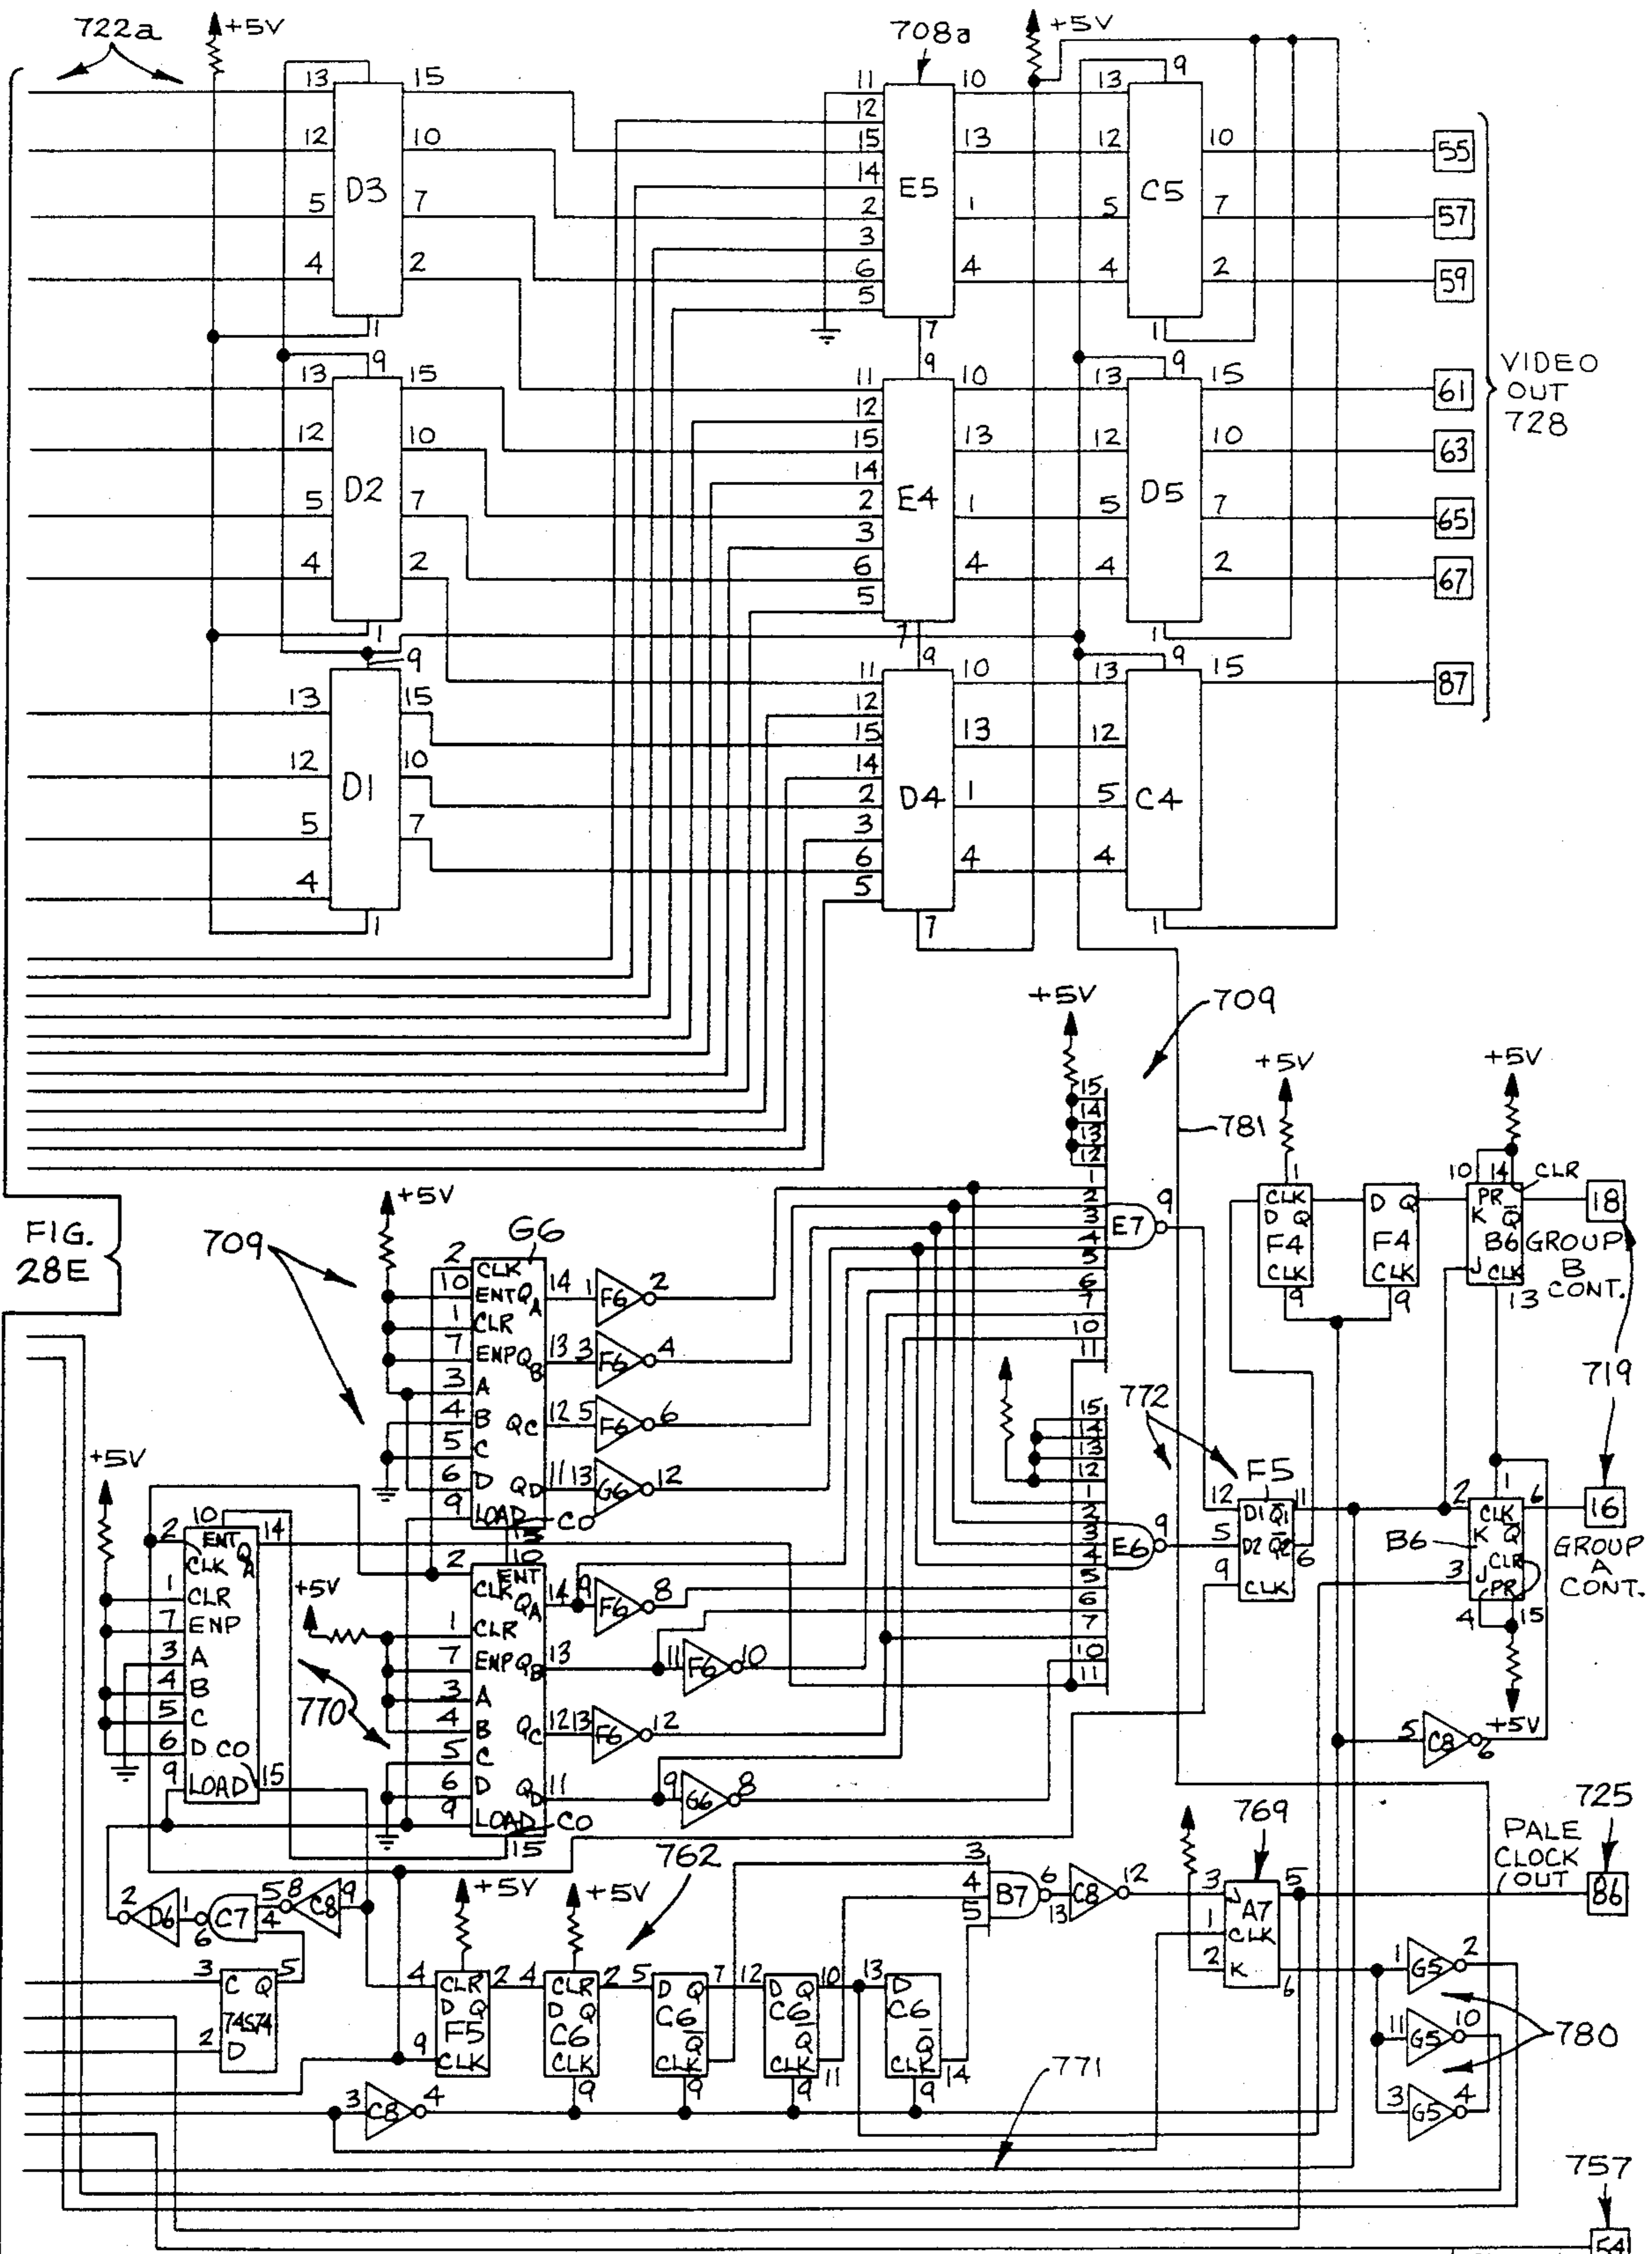 722a +5V 708a +5V
13 15 11 10 13 9
12 10 12 13 12 10 55
D3 15 E5 C5
5 7 14 1 5 7 57
4 2 2 4 4 2 59
3
6
5
1 7 1
9 9 9
13 15 11 10 13 15 61
12 10 12 13 12 10 63
D2 15 E4 D5
5 7 14 1 5 7 65
4 2 2 4 4 2 67
3
6
5
VIDEO
OUT
728
1 7 1
9 9 9
13 15 11 10 13 15 87
12 10 12 13 12
D1 15 D4 C4
5 7 14 1 5
4 2 4 4
3
6
5
1 7 1
+5V 709
781
15
14
13
12
1
2
3
4
5
6
7
10
11
E7 9
+5V +5V
1 10 14 CLR
CLK D Q PR 18
D Q K Q
F4 F4 B6 GROUP
CLK CLK J CLK B
9 9 13 CONT.
719
FIG.
28E
709 +5V G6
2 CLK
10 ENT QA 14 1 F6 2
1 CLR
7 ENP QB 13 3 F6 4
3 A
4 B QC 12 5 F6 6
5 C
6 D QD 11 13 G6 12
9 LOAD CO
15
772
15
14
13
12
1
2
3
4
5
6
7
10
11
E6 9
F5
12 D1 Q1 11
5 D2 Q2 6
9 CLK
1
2 CLK 6 16
B6 K Q GROUP
CLR A
3 J PR CONT.
4 15
+5V
5 C8 6
+5V
10
2 ENT QA 14
CLK
1 CLR
7 ENP
3 A
4 B
5 C
6 D CO
9 LOAD 15
+5V
770
10
2 ENT
CLK QA 14 9 F6 8
1 CLR
7 ENP QB 13 11 F6 10
3 A
4 B QC 12 13 F6 12
5 C
6 D QD 11 9 G6 8
9 LOAD CO
15
762 769 725
PALE
CLOCK
OUT
86
2 D6 1 6 C7 5 4 8 C8 9
+5V +5V
3 4 5 B7 6 13 C8 12
3 J 5
A7
1 CLK
2 K 6
1 G5 2
11 G5 10
3 G5 4
780
3 C Q 5
74S74
2 D
4 CLR 2 4 CLR 2 5 D Q 7 12 D Q 10 13 D
D Q D Q C6 C6 C6
F5 C6 Q Q Q
9 CLK CLK CLK CLK 11 CLK 14
9 9 9 9
3 C8 4
771
757
54